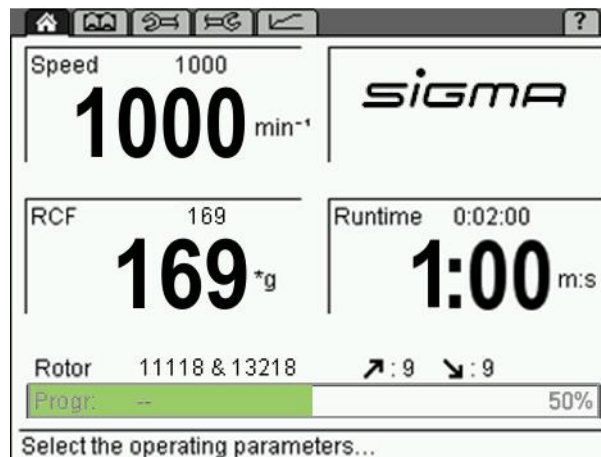 ?
Speed 1000
1000 min⁻¹
sigma
RCF 169
169 *g
Runtime 0:02:00
1:00 m:s
Rotor 11118 & 13218 ↗: 9 ↘: 9
Progr: -- 50%
Select the operating parameters...